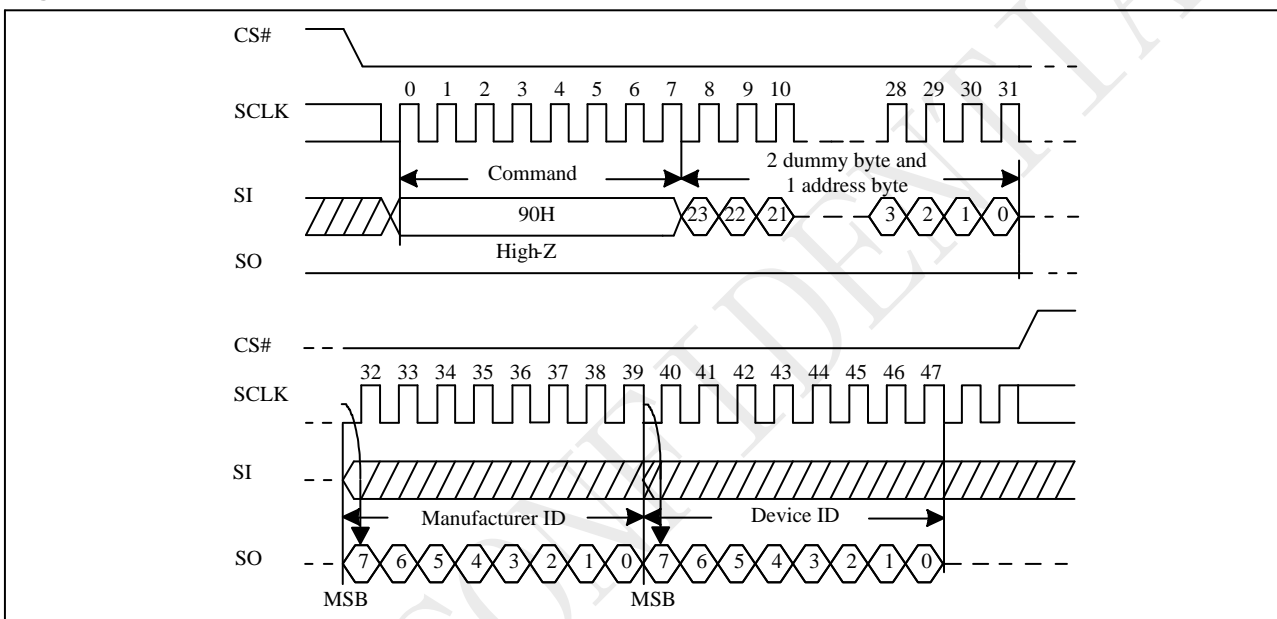 CS#
0 1 2 3 4 5 6 7 8 9 10 28 29 30 31
SCLK
Command
2 dummy byte and
1 address byte
SI
90H
23 22 21 3 2 1 0
High-Z
SO
CS#
32 33 34 35 36 37 38 39 40 41 42 43 44 45 46 47
SCLK
SI
Manufacturer ID
Device ID
SO
7 6 5 4 3 2 1 0 7 6 5 4 3 2 1 0
MSB MSB
CONFIDENTIA